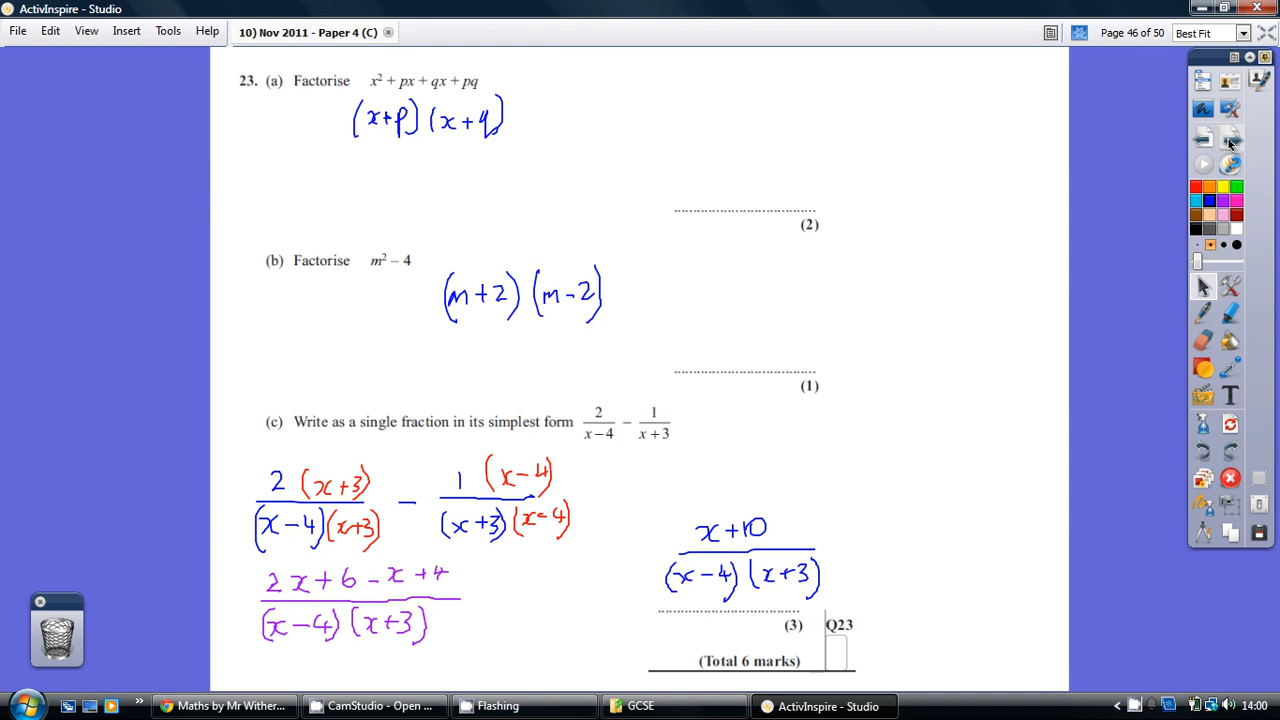 ActivInspire - Studio
File Edit View Insert Tools Help 10) Nov 2011 - Paper 4 (C) Page 46 of 50 Best Fit
23. (a) Factorise x² + px + qx + pq
(x+p) (x+q)
(2)
(b) Factorise m² – 4
(m+2) (m-2)
(1)
(c) Write as a single fraction in its simplest form 2/(x–4) – 1/(x+3)
2 (x+3) / (x-4)(x+3) - 1 (x-4) / (x+3)(x-4)
2x+6-x+4 / (x-4)(x+3)
x+10 / (x-4)(x+3)
(3) Q23
(Total 6 marks)
Maths by Mr Wither... CamStudio - Open ... Flashing GCSE ActivInspire - Studio 14:00